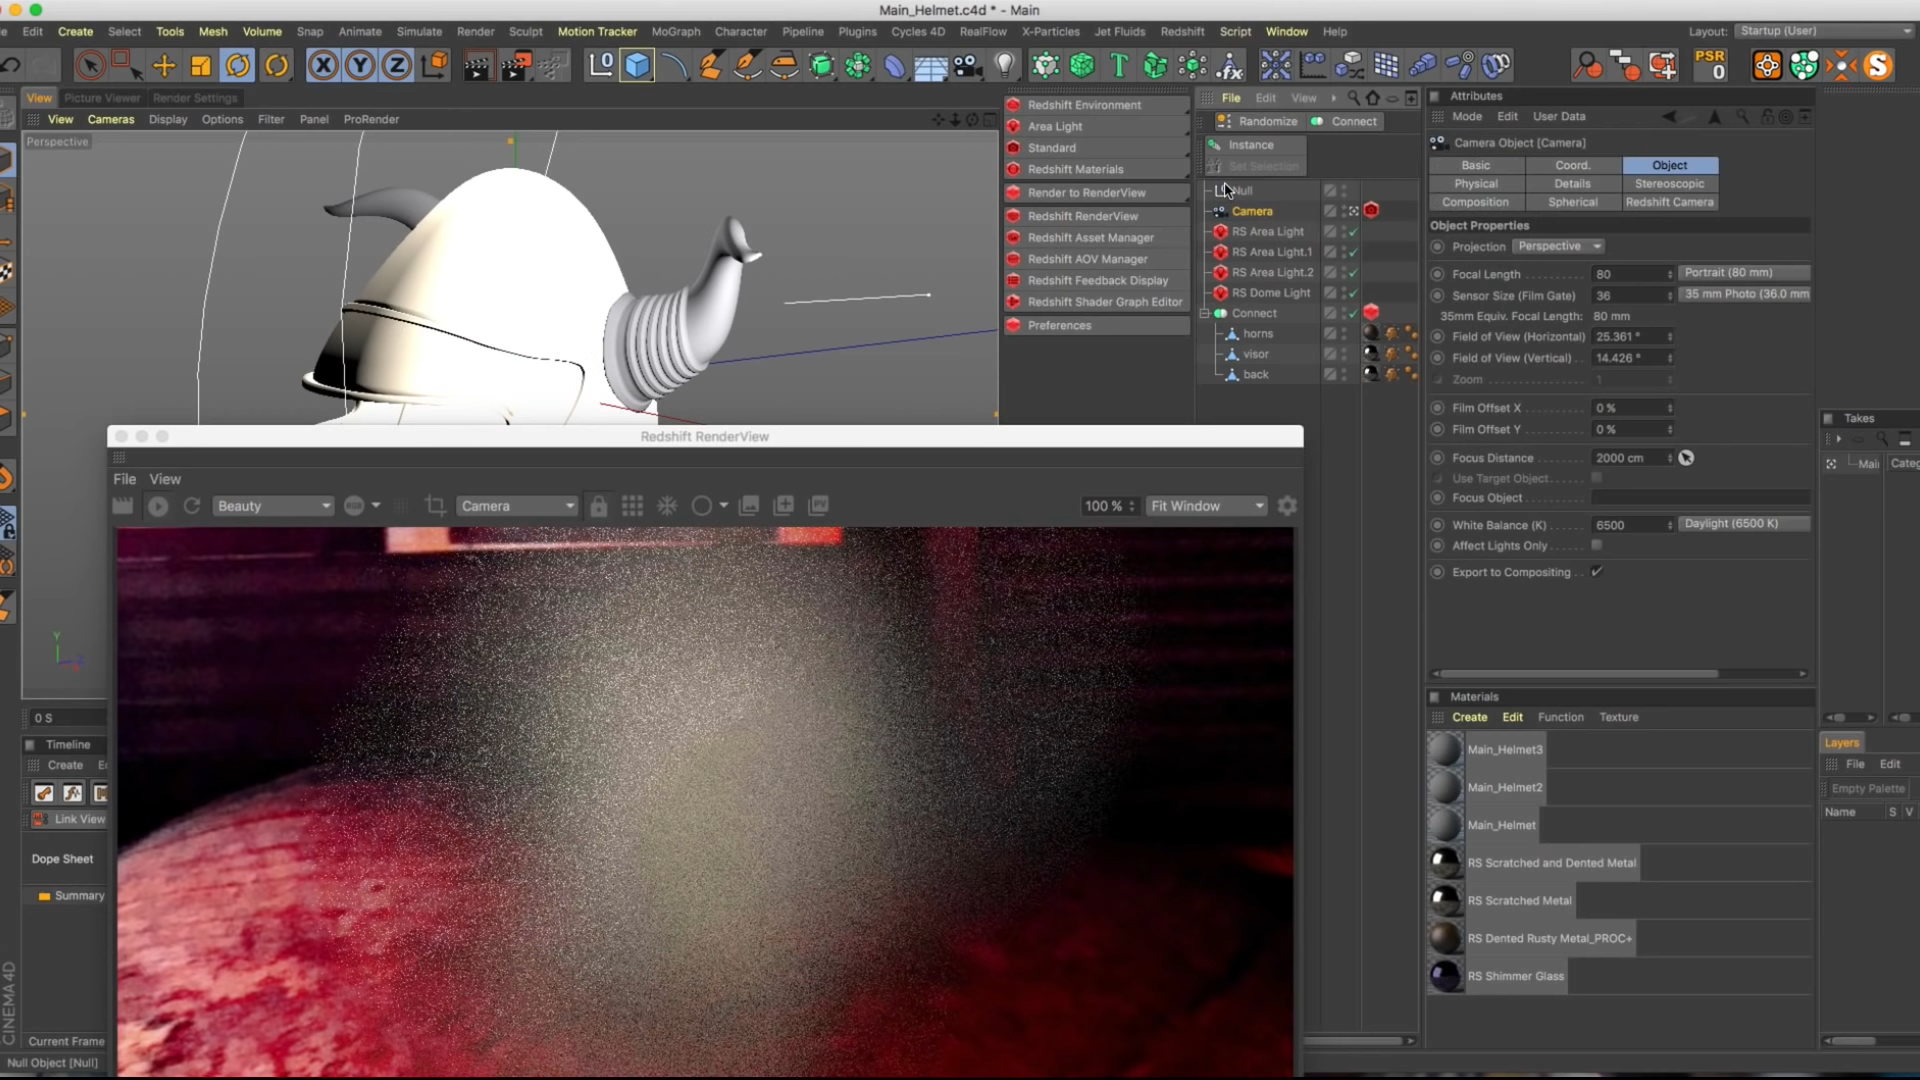 Main_Helmet.c4d * - Main
Edit Create Select Tools Mesh Volume Snap Animate Simulate Render Sculpt Motion Tracker MoGraph Character Pipeline Plugins Cycles 4D RealFlow X-Particles Jet Fluids Redshift Script Window Help
Layout: Startup (User)
X Y Z
PSR
0
View Picture Viewer Render Settings
View Cameras Display Options Filter Panel ProRender
Perspective
Redshift Environment
Area Light
Standard
Redshift Materials
Render to RenderView
Redshift RenderView
Redshift Asset Manager
Redshift AOV Manager
Redshift Feedback Display
Redshift Shader Graph Editor
Preferences
File Edit View
Randomize Connect
Instance
Set Selection
Null
Camera
RS Area Light
RS Area Light.1
RS Area Light.2
RS Dome Light
Connect
horns
visor
back
Attributes
Mode Edit User Data
Camera Object [Camera]
Basic Coord. Object
Physical Details Stereoscopic
Composition Spherical Redshift Camera
Object Properties
Projection Perspective
Focal Length 80 Portrait (80 mm)
Sensor Size (Film Gate) 36 35 mm Photo (36.0 mm
35mm Equiv. Focal Length: 80 mm
Field of View (Horizontal) 25.361 °
Field of View (Vertical) 14.426 °
Zoom 1
Film Offset X 0 %
Film Offset Y 0 %
Focus Distance 2000 cm
Use Target Object
Focus Object
White Balance (K) 6500 Daylight (6500 K)
Affect Lights Only
Export to Compositing
Takes
Mai Categ
Redshift RenderView
File View
Beauty RGB Camera PV 100 % Fit Window
Y
0 S
Timeline
Create
Link View
Dope Sheet
Summary
Current Frame
Null Object [Null]
CINEMA 4D
Materials
Create Edit Function Texture
Main_Helmet3
Main_Helmet2
Main_Helmet
RS Scratched and Dented Metal
RS Scratched Metal
RS Dented Rusty Metal_PROC+
RS Shimmer Glass
Layers
File Edit
Empty Palette
Name S V